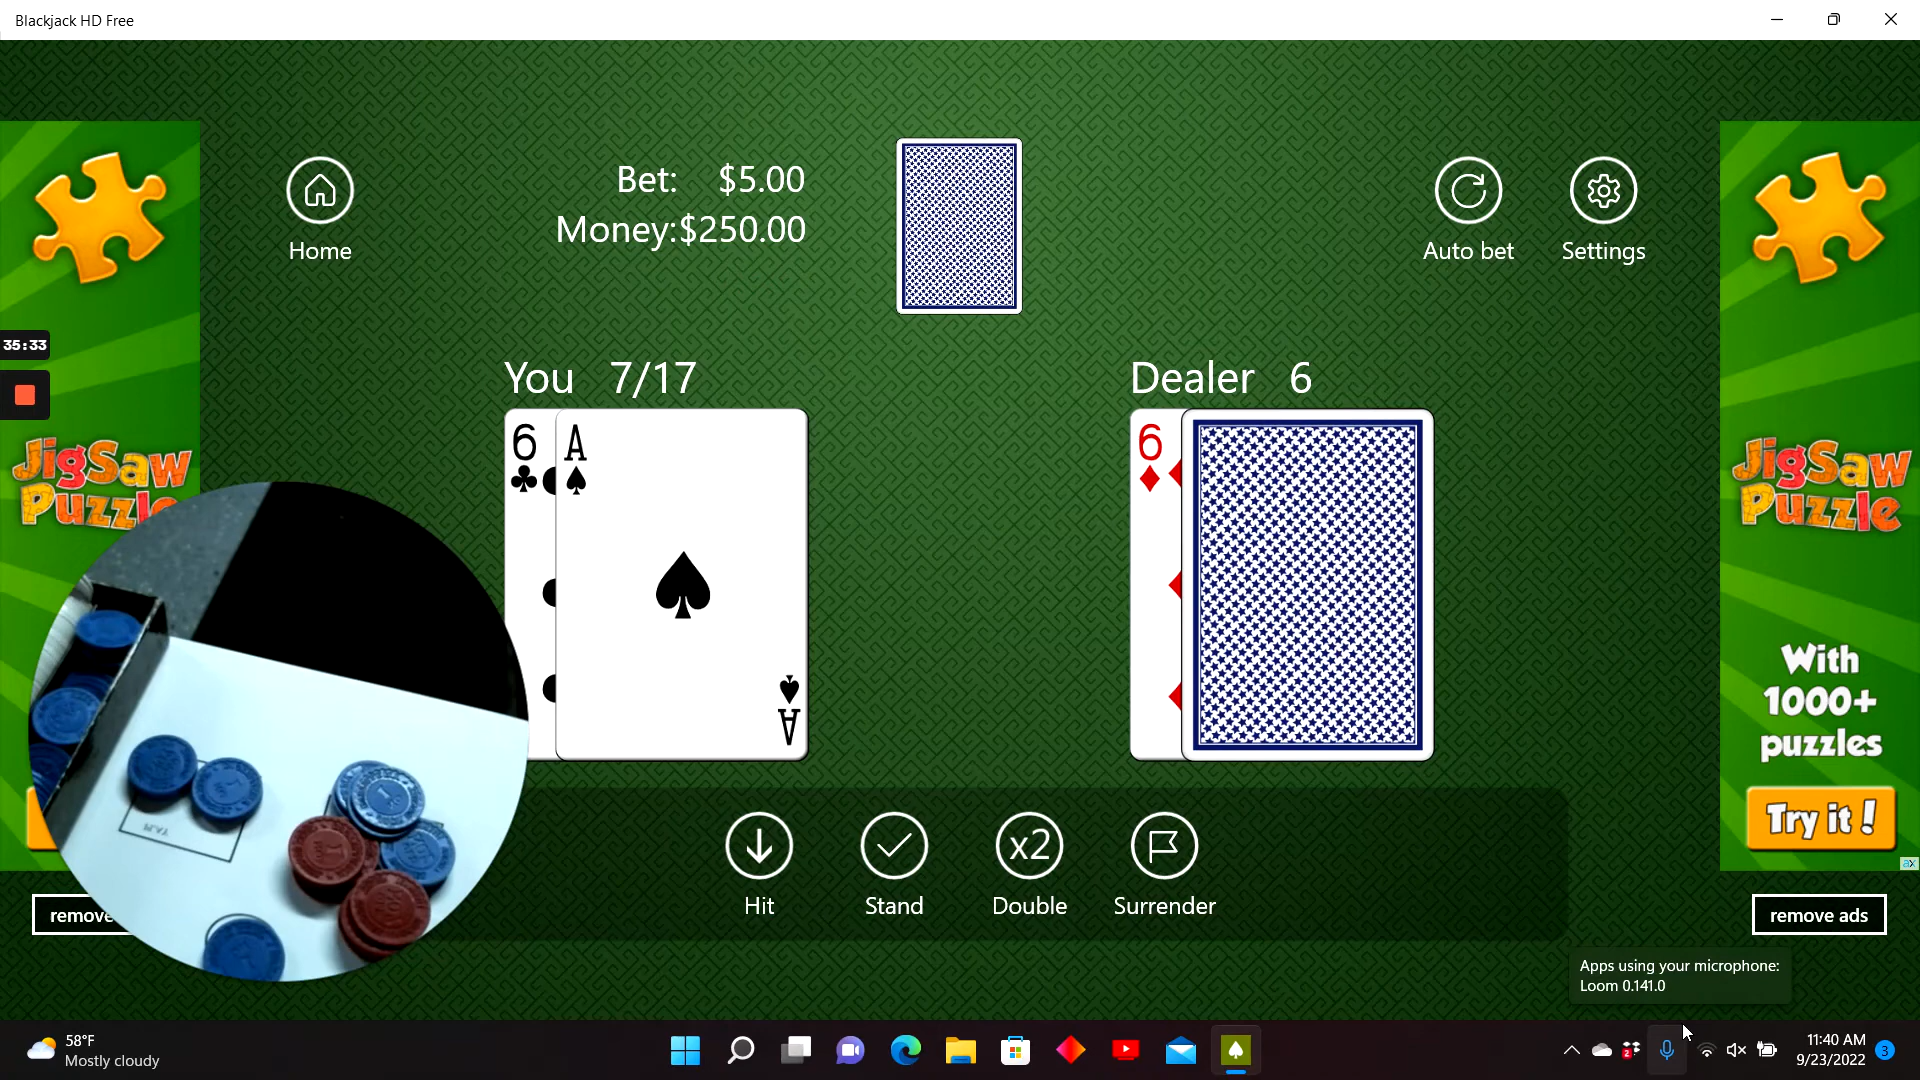 Blackjack HD Free
Home
Bet: $5.00
Money:$250.00
Auto bet
Settings
35:33
You 7/17
Dealer 6
6
A
A
6
JigSaw
Puzzle
JigSaw
Puzzle
With
1000+
puzzles
Try it!
x2
Hit
Stand
Double
Surrender
remove
remove ads
Apps using your microphone:
Loom 0.141.0
58°F
Mostly cloudy
2
11:40 AM
9/23/2022
3